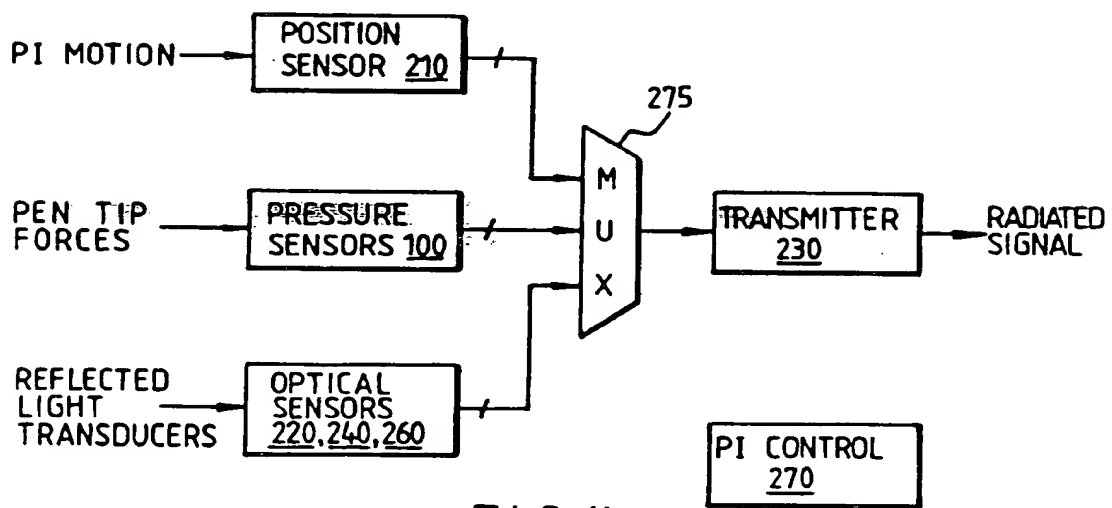 PI MOTION
POSITION
SENSOR 210
275
PEN TIP
FORCES
PRESSURE
SENSORS 100
M
U
X
TRANSMITTER
230
RADIATED
SIGNAL
REFLECTED
LIGHT
TRANSDUCERS
OPTICAL
SENSORS
220,240,260
PI CONTROL
270